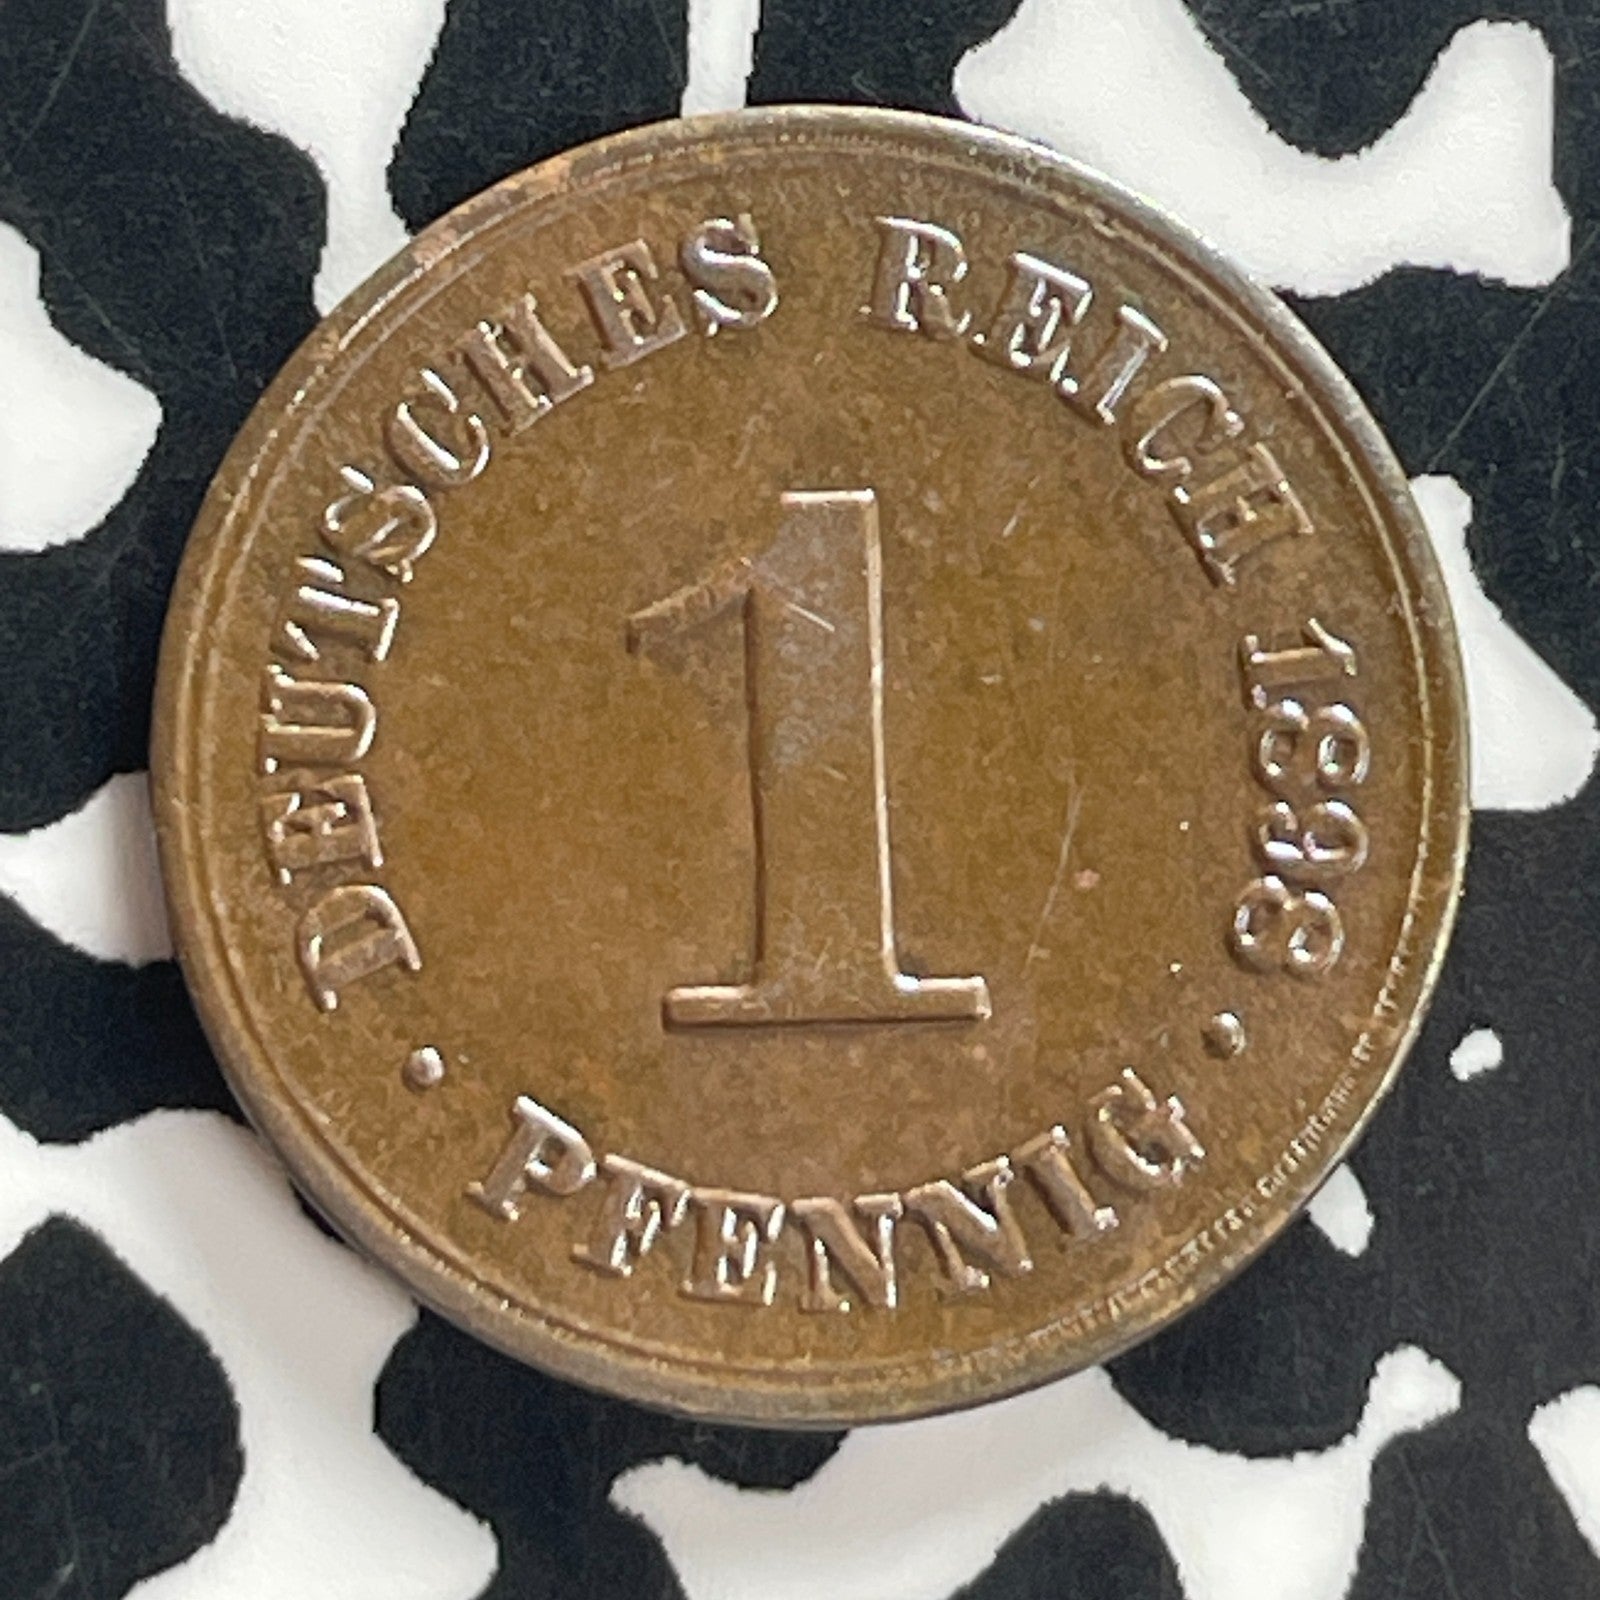 DEUTSCHES REICH 1898
1
· PFENNIG ·